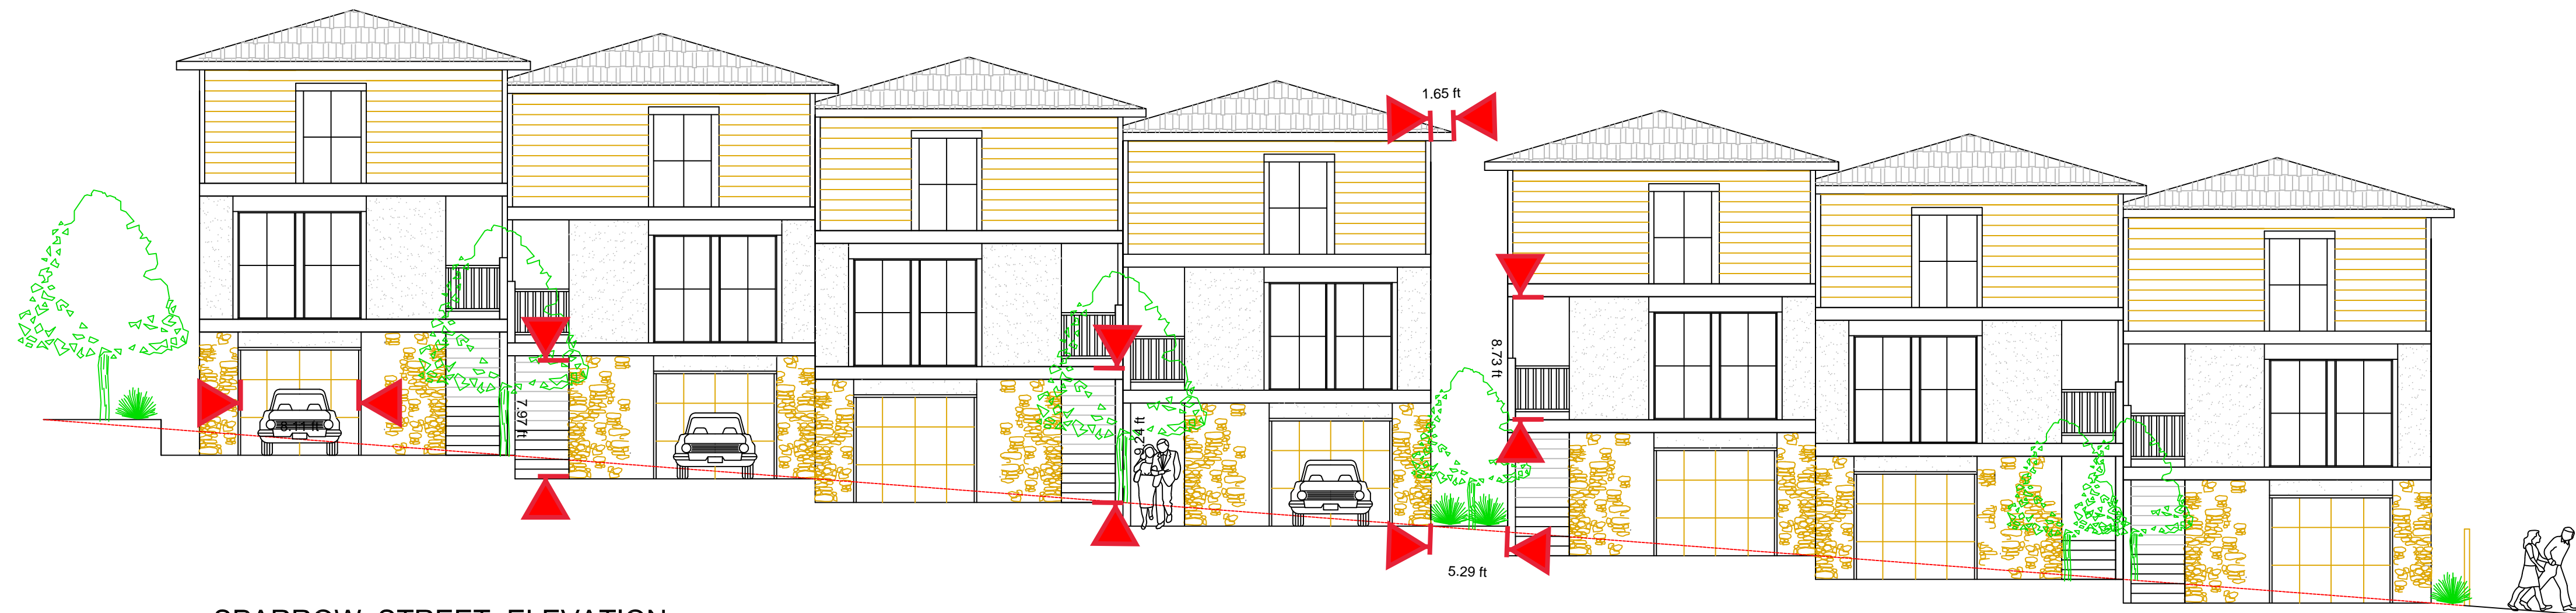 1.65 ft
8.73 ft
7.97 ft
8.11 ft
9.24 ft
5.29 ft
SPARROW STREET ELEVATION